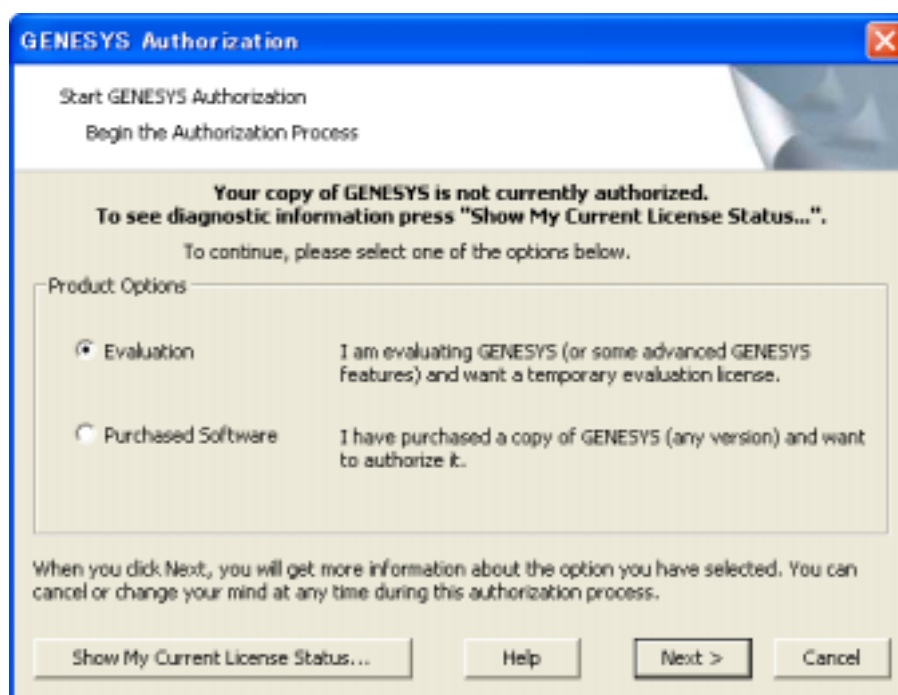 GENESYS Authorization
Start GENESYS Authorization
Begin the Authorization Process
Your copy of GENESYS is not currently authorized.
To see diagnostic information press "Show My Current License Status...".
To continue, please select one of the options below.
Product Options
Evaluation
I am evaluating GENESYS (or some advanced GENESYS
features) and want a temporary evaluation license.
Purchased Software
I have purchased a copy of GENESYS (any version) and want
to authorize it.
When you click Next, you will get more information about the option you have selected. You can
cancel or change your mind at any time during this authorization process.
Show My Current License Status... Help Next > Cancel